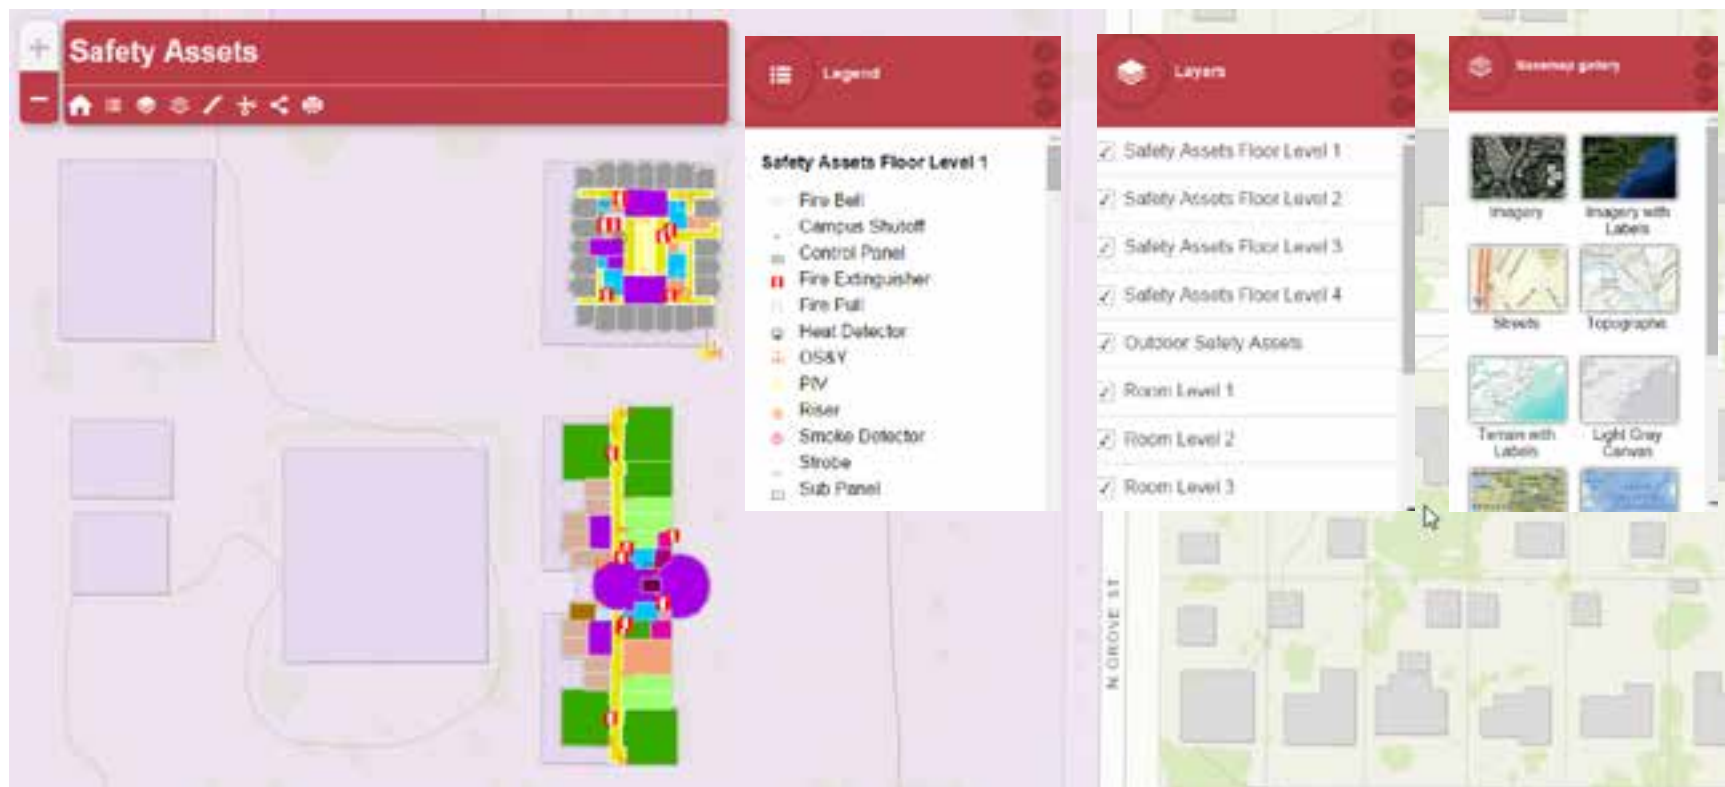 Safety Assets
Legend
Safety Assets Floor Level 1
Fire Bell
Campus Shutoff
Control Panel
Fire Extinguisher
Fire Pull
Heat Detector
OS&Y
PIV
Riser
Smoke Detector
Strobe
Sub Panel
Layers
Safety Assets Floor Level 1
Safety Assets Floor Level 2
Safety Assets Floor Level 3
Safety Assets Floor Level 4
Outdoor Safety Assets
Room Level 1
Room Level 2
Room Level 3
Basemap gallery
Imagery
Imagery with
Labels
Streets
Topographic
Terrain with
Labels
Light Gray
Canvas
N GROVE ST